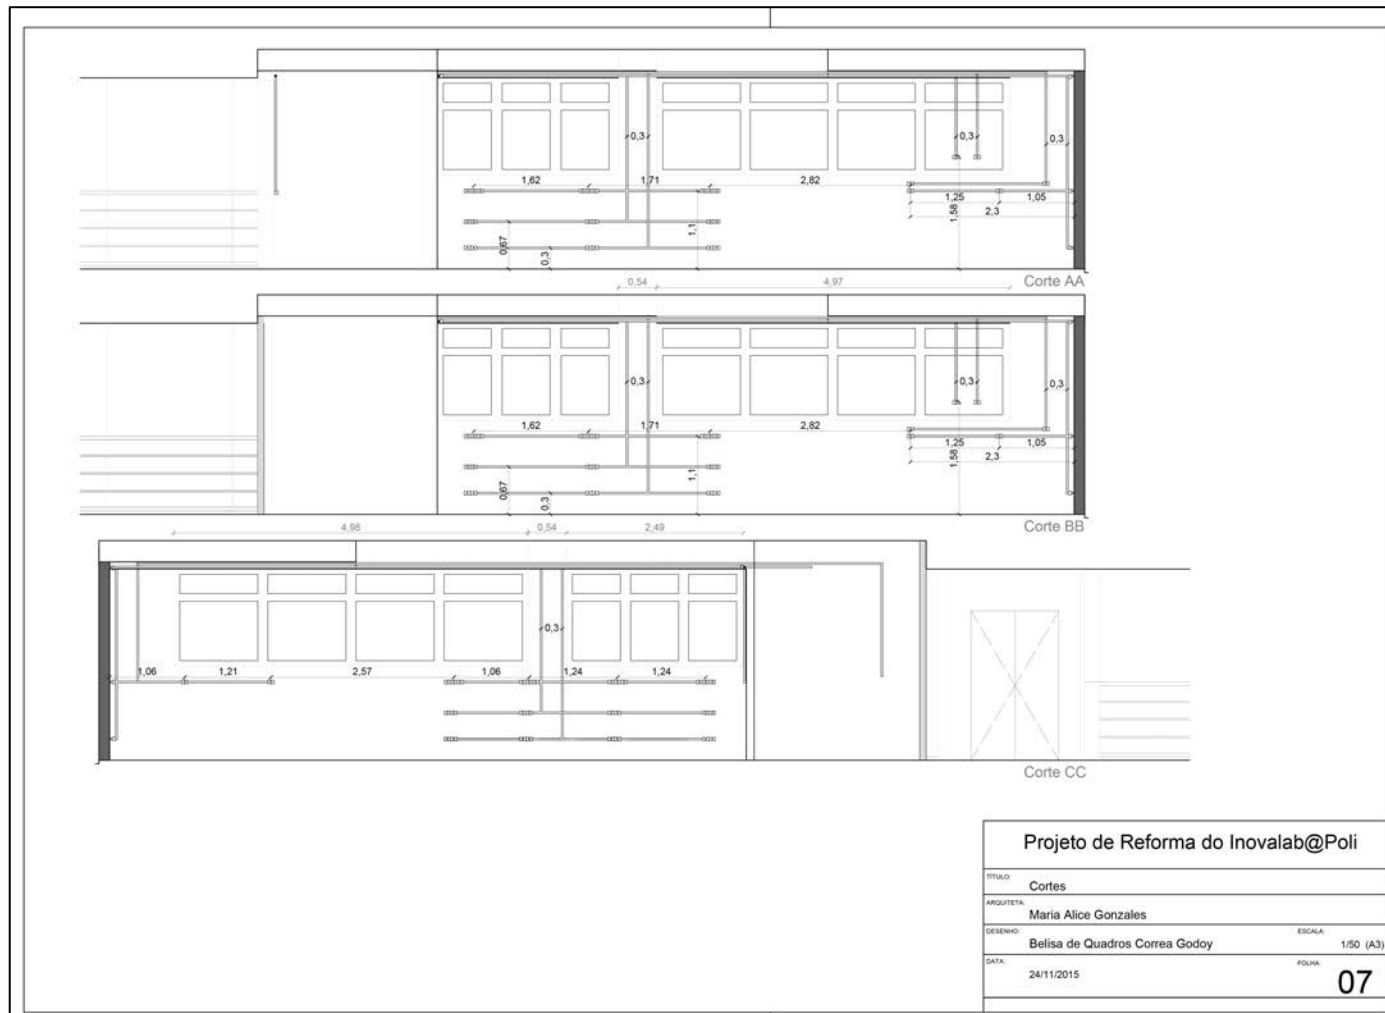 0,3
0,3
0,3
1,62
1,71
2,82
1,25
1,05
1,58
2,3
1,1
0,67
0,3
Corte AA
0,54
4,97
0,3
0,3
0,3
1,62
1,71
2,82
1,25
1,05
1,58
2,3
1,1
0,67
0,3
Corte BB
4,98
0,54
2,49
0,3
1,06
1,21
2,57
1,06
1,24
1,24
Corte CC
Projeto de Reforma do Inovalab@Poli
TÍTULO:
Cortes
ARQUITETA:
Maria Alice Gonzales
DESENHO:
Belisa de Quadros Correa Godoy
ESCALA:
1/50 (A3)
DATA:
24/11/2015
FOLHA:
07